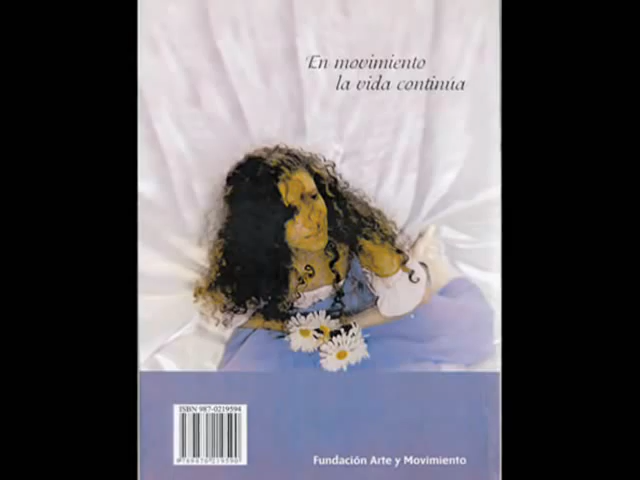 En movimiento
la vida continúa
ISBN 987-0219594
Fundación Arte y Movimiento